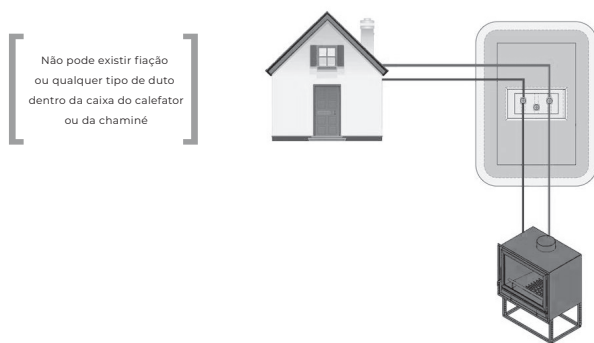 Não pode existir fiação
ou qualquer tipo de duto
dentro da caixa do calefator
ou da chaminé